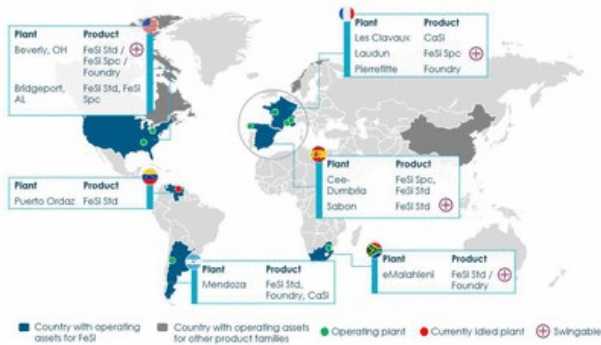 Plant Product
Beverly, OH FeSi Std /
FeSi Spc /
Foundry
Bridgeport, FeSi Std, FeSi
AL Spc
Plant Product
Les Clavaux CaSi
Laudun FeSi Spc
Pierrefitte Foundry
Plant Product
Cee- FeSi Spc,
Dumbria FeSi Std
Sabon FeSi Std
Plant Product
Puerto Ordaz FeSi Std
Plant Product
Mendoza FeSi Std,
Foundry, CaSi
Plant Product
eMalahleni FeSi Std /
Foundry
Country with operating assets for FeSi
Country with operating assets for other product families
Operating plant
Currently idled plant
Swingable